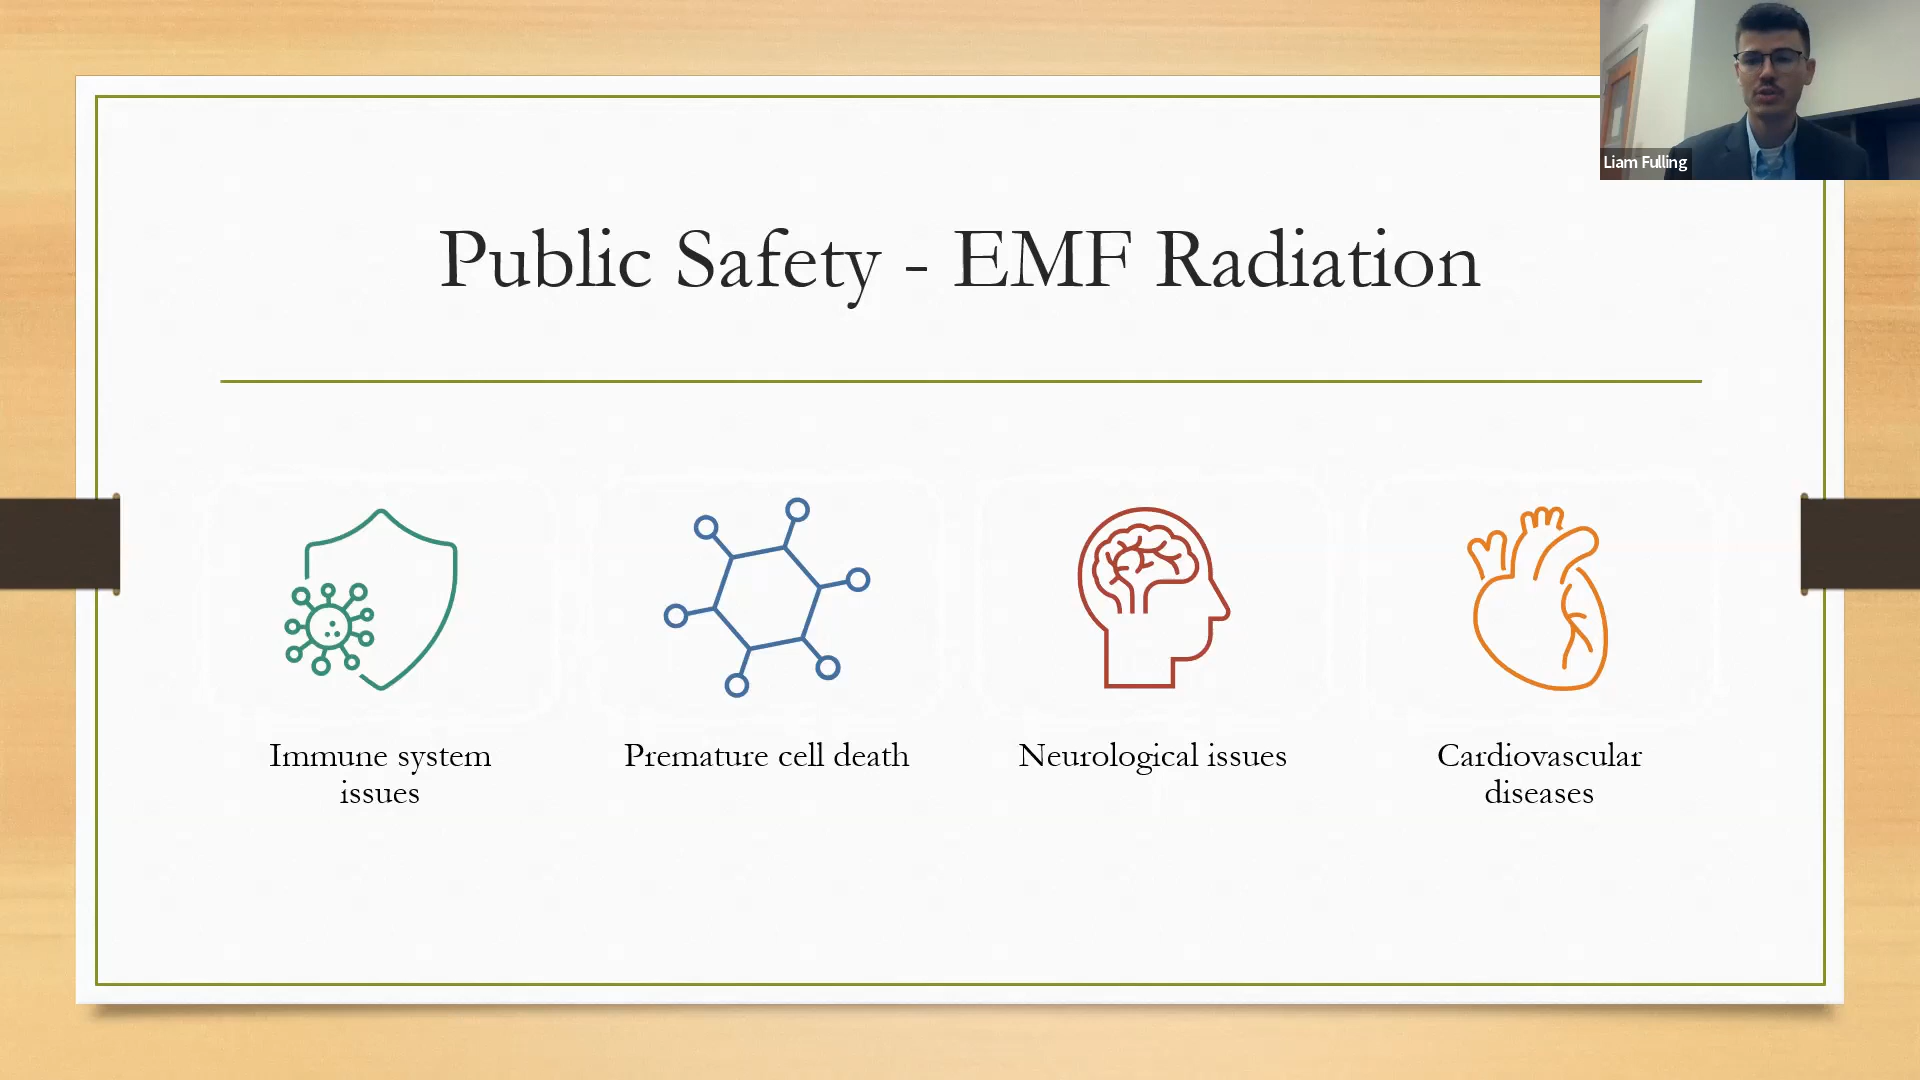 Liam Fulling
Public Safety - EMF Radiation
Immune system
issues
Premature cell death
Neurological issues
Cardiovascular
diseases